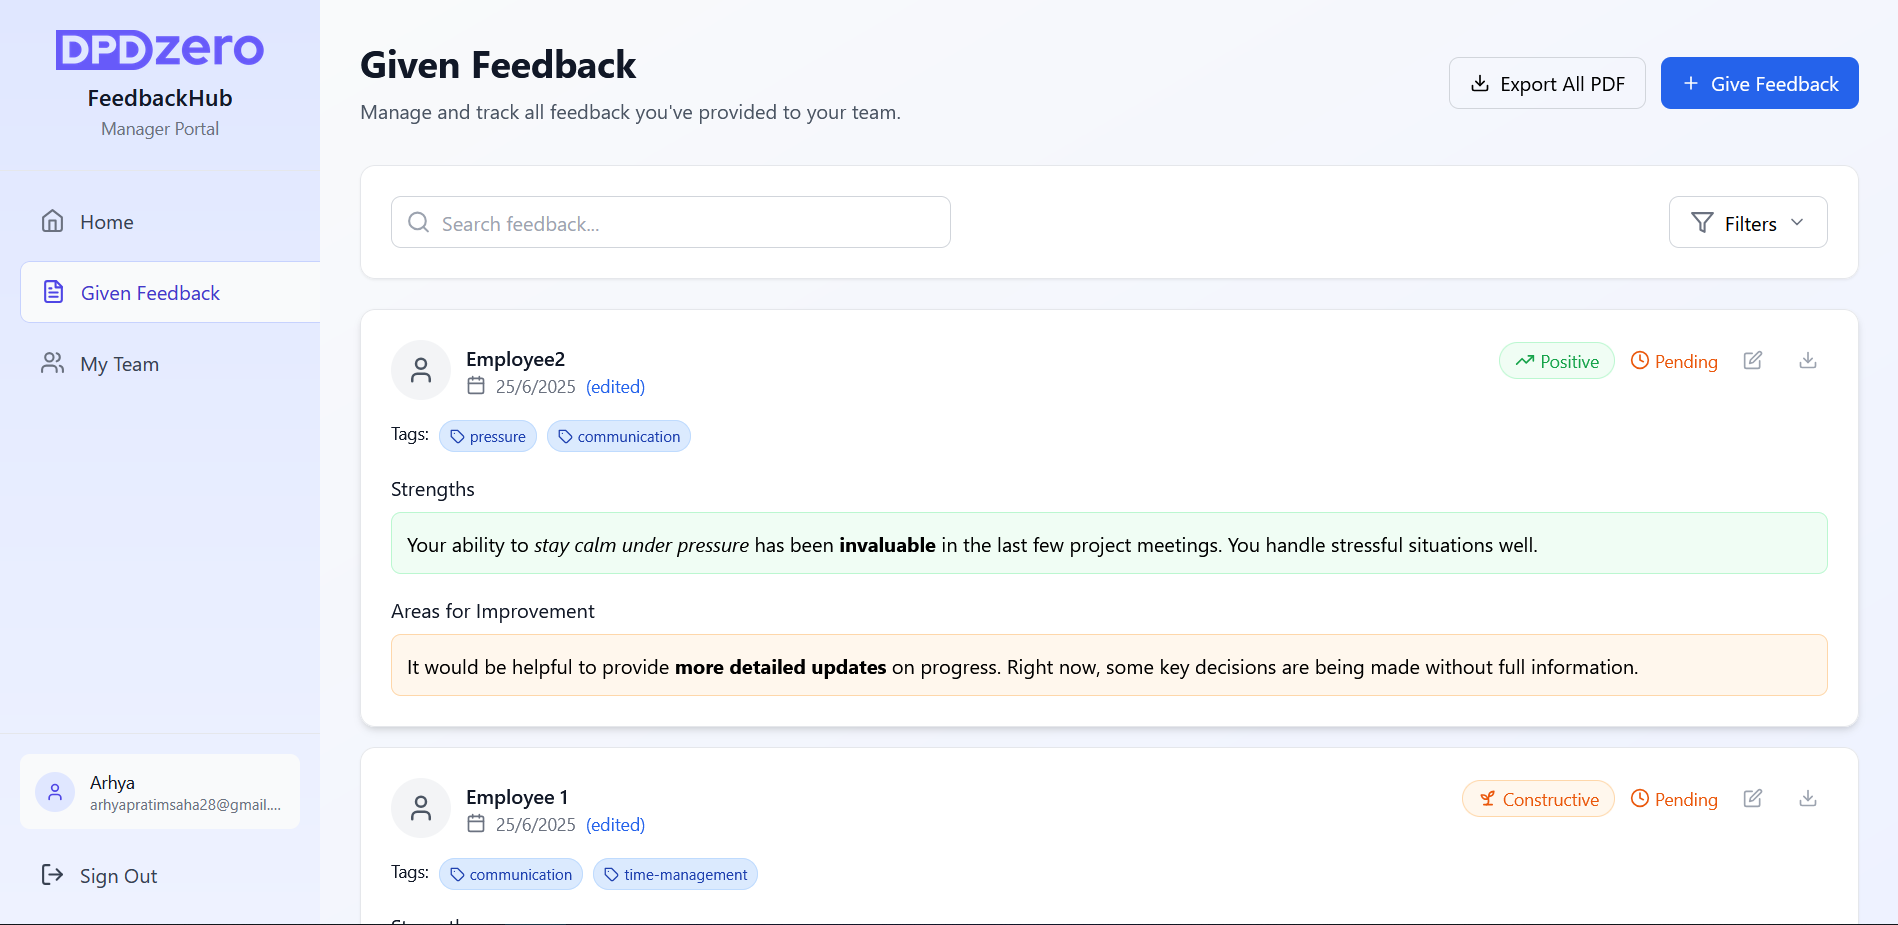 DPDzero
FeedbackHub
Manager Portal
Home
Given Feedback
My Team
Arhya
arhyapratimsaha28@gmail....
Sign Out
Given Feedback
Manage and track all feedback you've provided to your team.
Export All PDF
+ Give Feedback
Search feedback...
Filters
Employee2
25/6/2025 (edited)
Positive
Pending
Tags: pressure communication
Strengths
Your ability to stay calm under pressure has been invaluable in the last few project meetings. You handle stressful situations well.
Areas for Improvement
It would be helpful to provide more detailed updates on progress. Right now, some key decisions are being made without full information.
Employee 1
25/6/2025 (edited)
Constructive
Pending
Tags: communication time-management